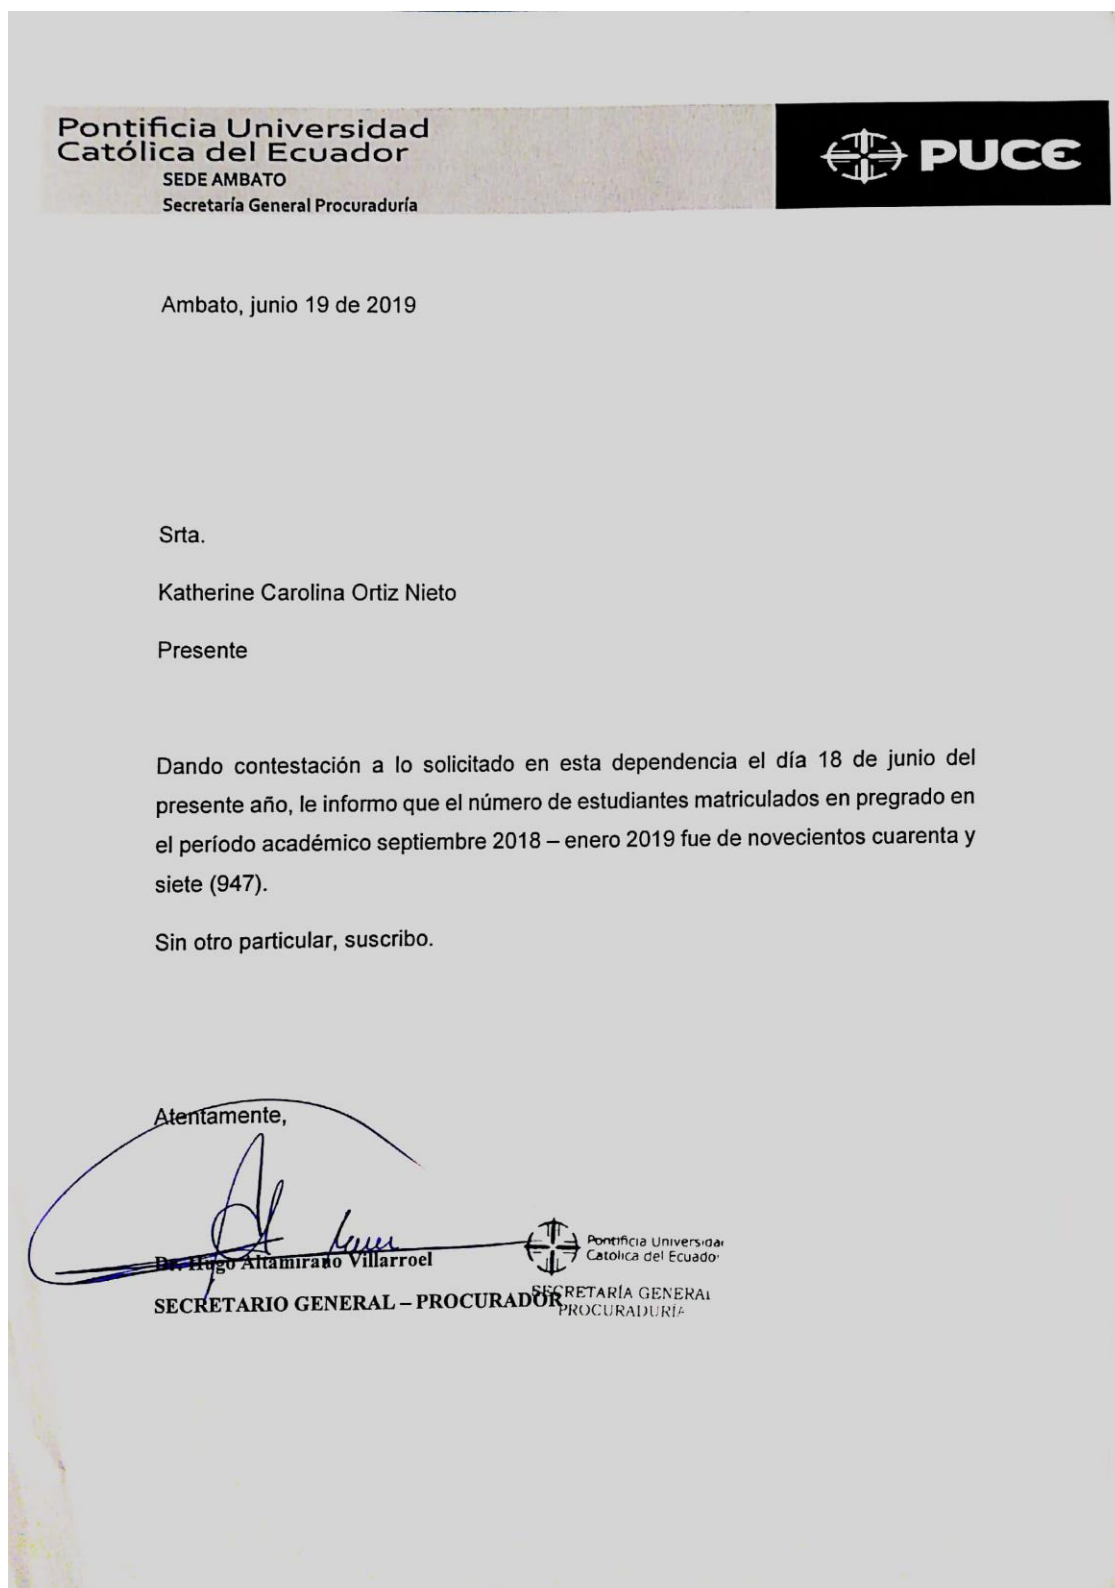 Pontificia Universidad
Católica del Ecuador
SEDE AMBATO
Secretaría General Procuraduría
PUCE
Ambato, junio 19 de 2019
Srta.
Katherine Carolina Ortiz Nieto
Presente
Dando contestación a lo solicitado en esta dependencia el día 18 de junio del
presente año, le informo que el número de estudiantes matriculados en pregrado en
el período académico septiembre 2018 – enero 2019 fue de novecientos cuarenta y
siete (947).
Sin otro particular, suscribo.
Atentamente,
Dr. Hugo Altamirano Villarroel
SECRETARIO GENERAL – PROCURADOR
Pontificia Universidad
Católica del Ecuador
SECRETARÍA GENERAL
PROCURADURÍA